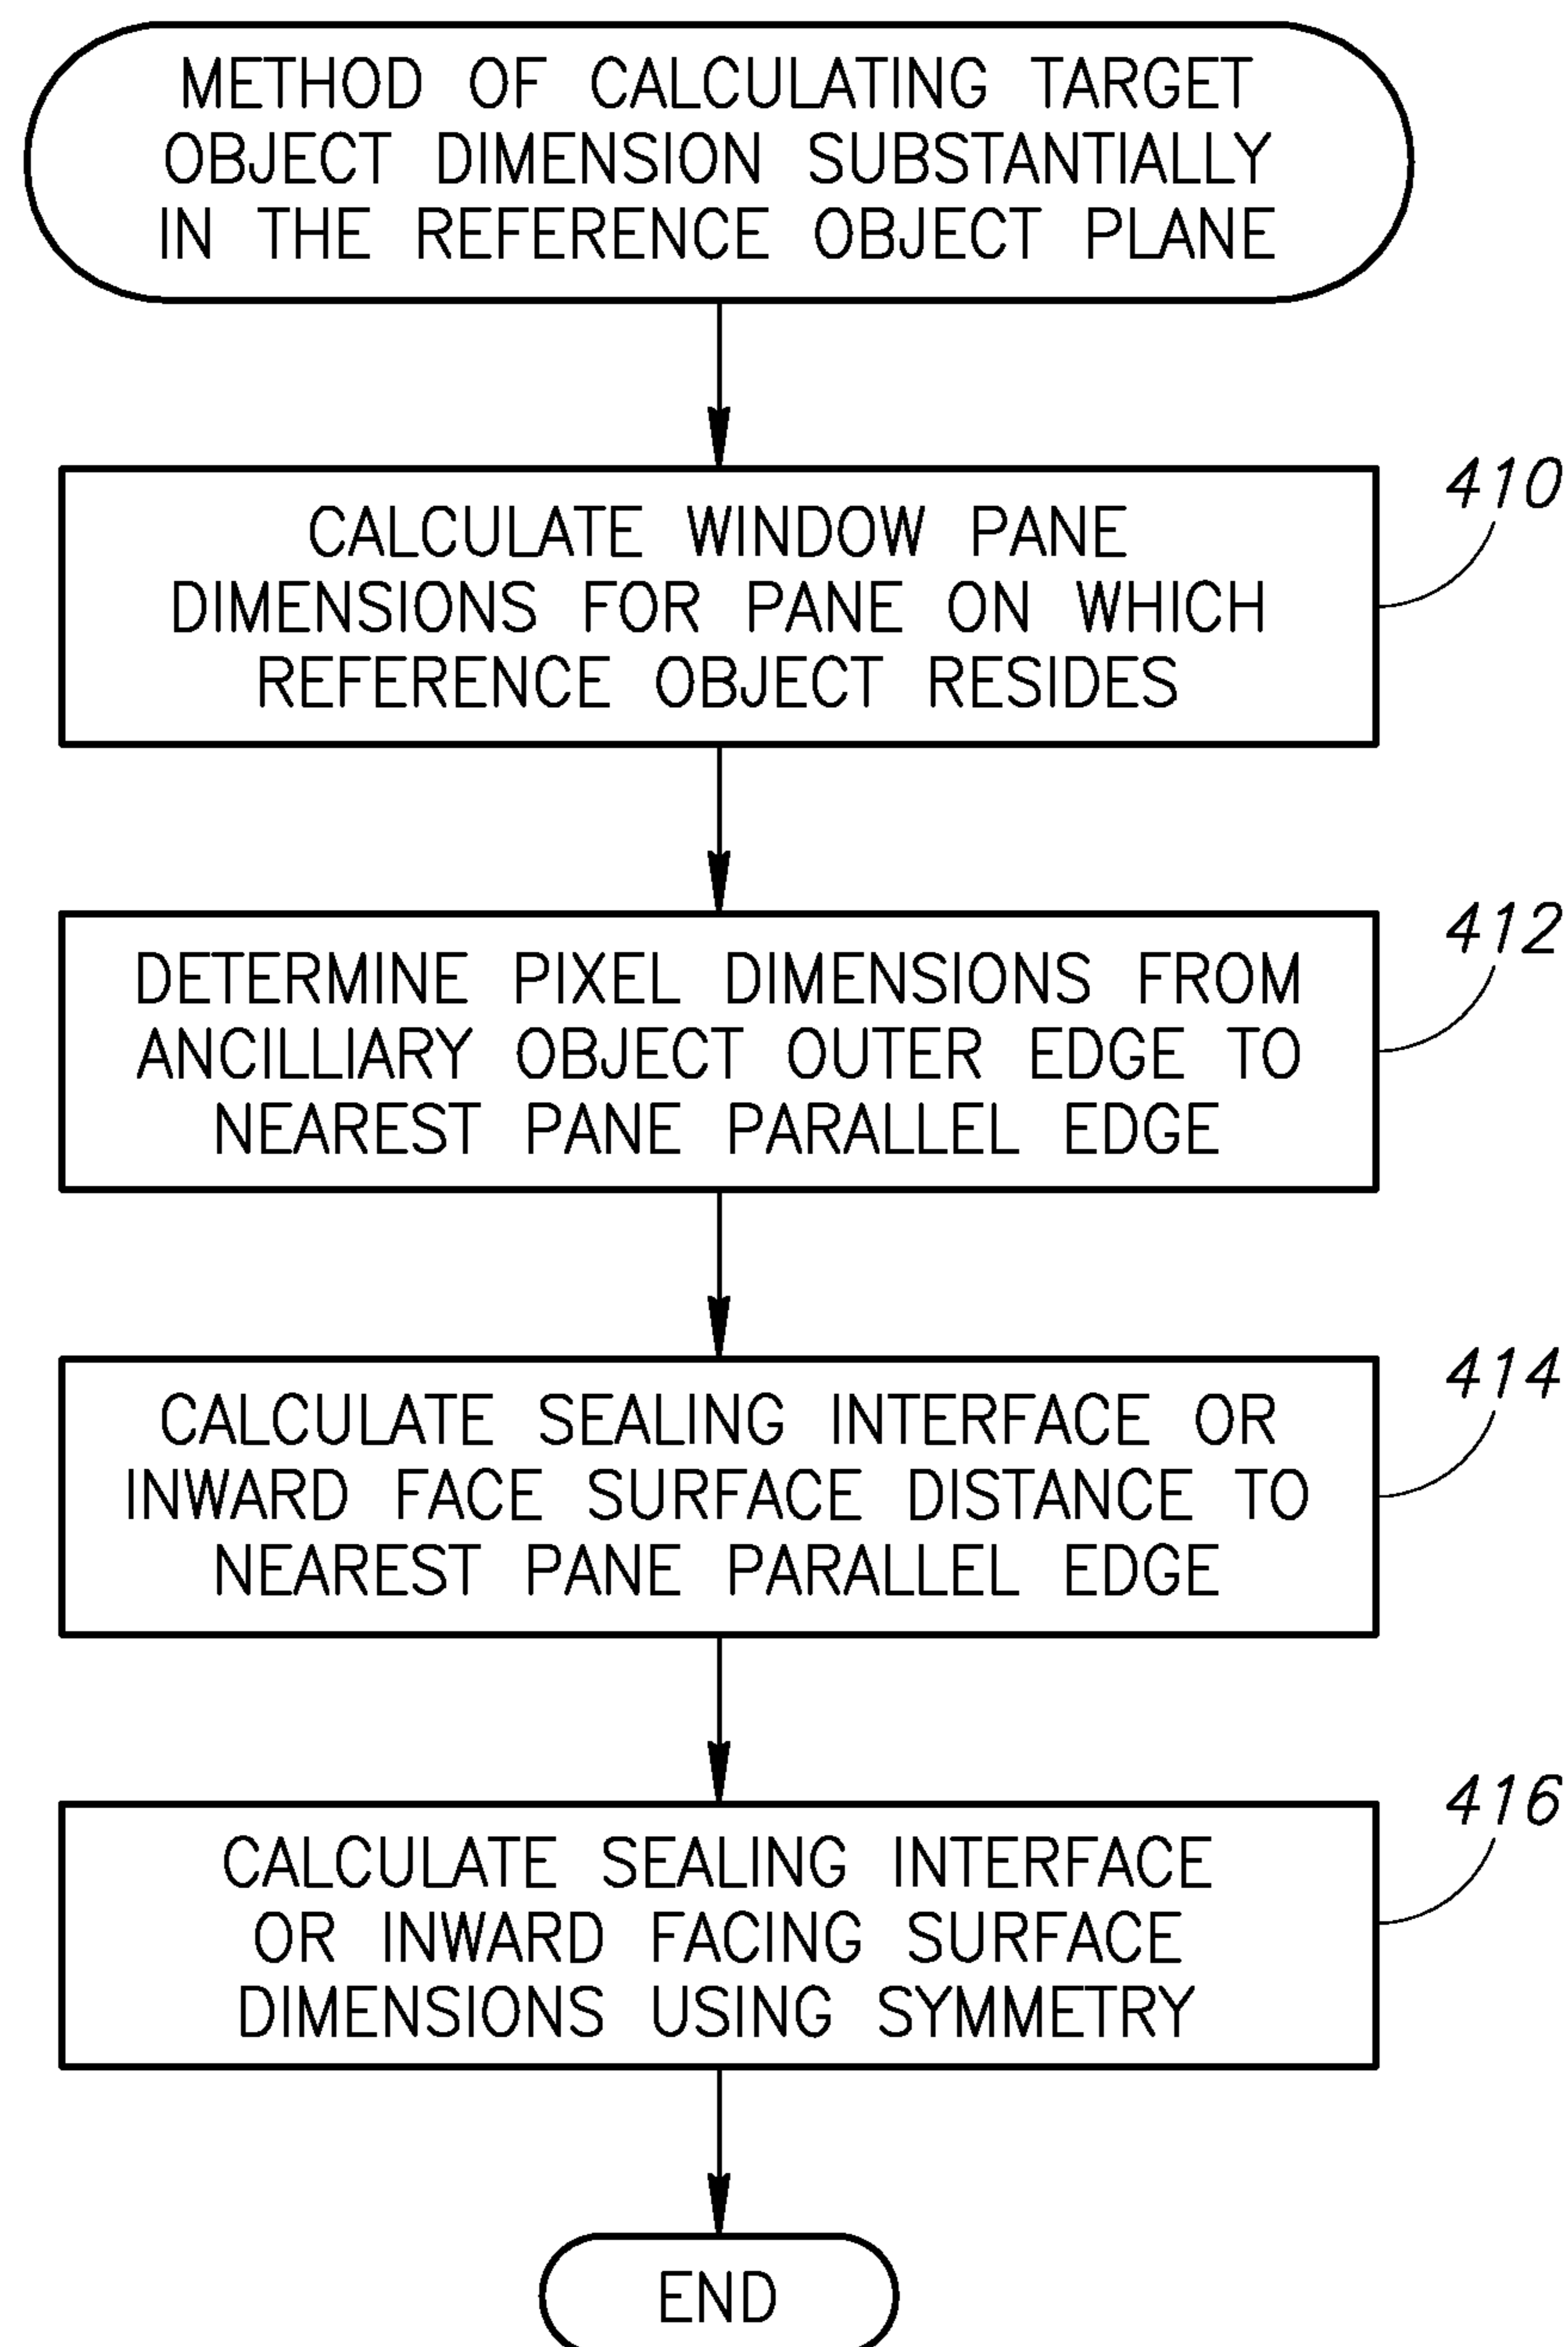 METHOD OF CALCULATING TARGET
OBJECT DIMENSION SUBSTANTIALLY
IN THE REFERENCE OBJECT PLANE
410
CALCULATE WINDOW PANE
DIMENSIONS FOR PANE ON WHICH
REFERENCE OBJECT RESIDES
412
DETERMINE PIXEL DIMENSIONS FROM
ANCILLIARY OBJECT OUTER EDGE TO
NEAREST PANE PARALLEL EDGE
414
CALCULATE SEALING INTERFACE OR
INWARD FACE SURFACE DISTANCE TO
NEAREST PANE PARALLEL EDGE
416
CALCULATE SEALING INTERFACE
OR INWARD FACING SURFACE
DIMENSIONS USING SYMMETRY
END